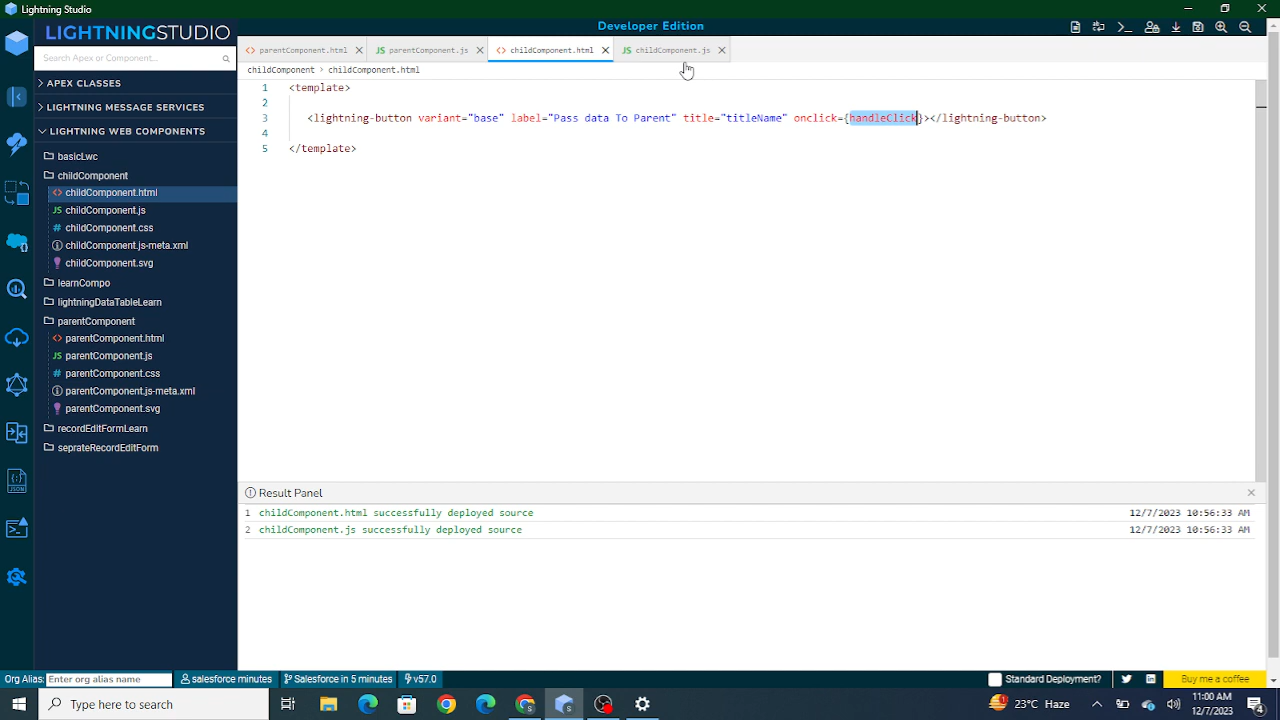 Lightning Studio
LIGHTNINGSTUDIO
Developer Edition
Search Apex or Component...
parentComponent.html
JS parentComponent.js
childComponent.html
JS childComponent.js
childComponent > childComponent.html
APEX CLASSES
LIGHTNING MESSAGE SERVICES
LIGHTNING WEB COMPONENTS
basicLwc
childComponent
<> childComponent.html
JS childComponent.js
# childComponent.css
childComponent.js-meta.xml
childComponent.svg
learnCompo
lightningDataTableLearn
parentComponent
<> parentComponent.html
JS parentComponent.js
# parentComponent.css
parentComponent.js-meta.xml
parentComponent.svg
recordEditFormLearn
seprateRecordEditForm
JSON
1 <template>
2
3 <lightning-button variant="base" label="Pass data To Parent" title="titleName" onclick={handleClick}></lightning-button>
4
5 </template>
Result Panel
1 childComponent.html successfully deployed source 12/7/2023 10:56:33 AM
2 childComponent.js successfully deployed source 12/7/2023 10:56:33 AM
Org Alias: Enter org alias name
salesforce minutes
Salesforce in 5 minutes
v57.0
Standard Deployment?
Buy me a coffee
Type here to search
23°C Haze
11:00 AM
12/7/2023
4